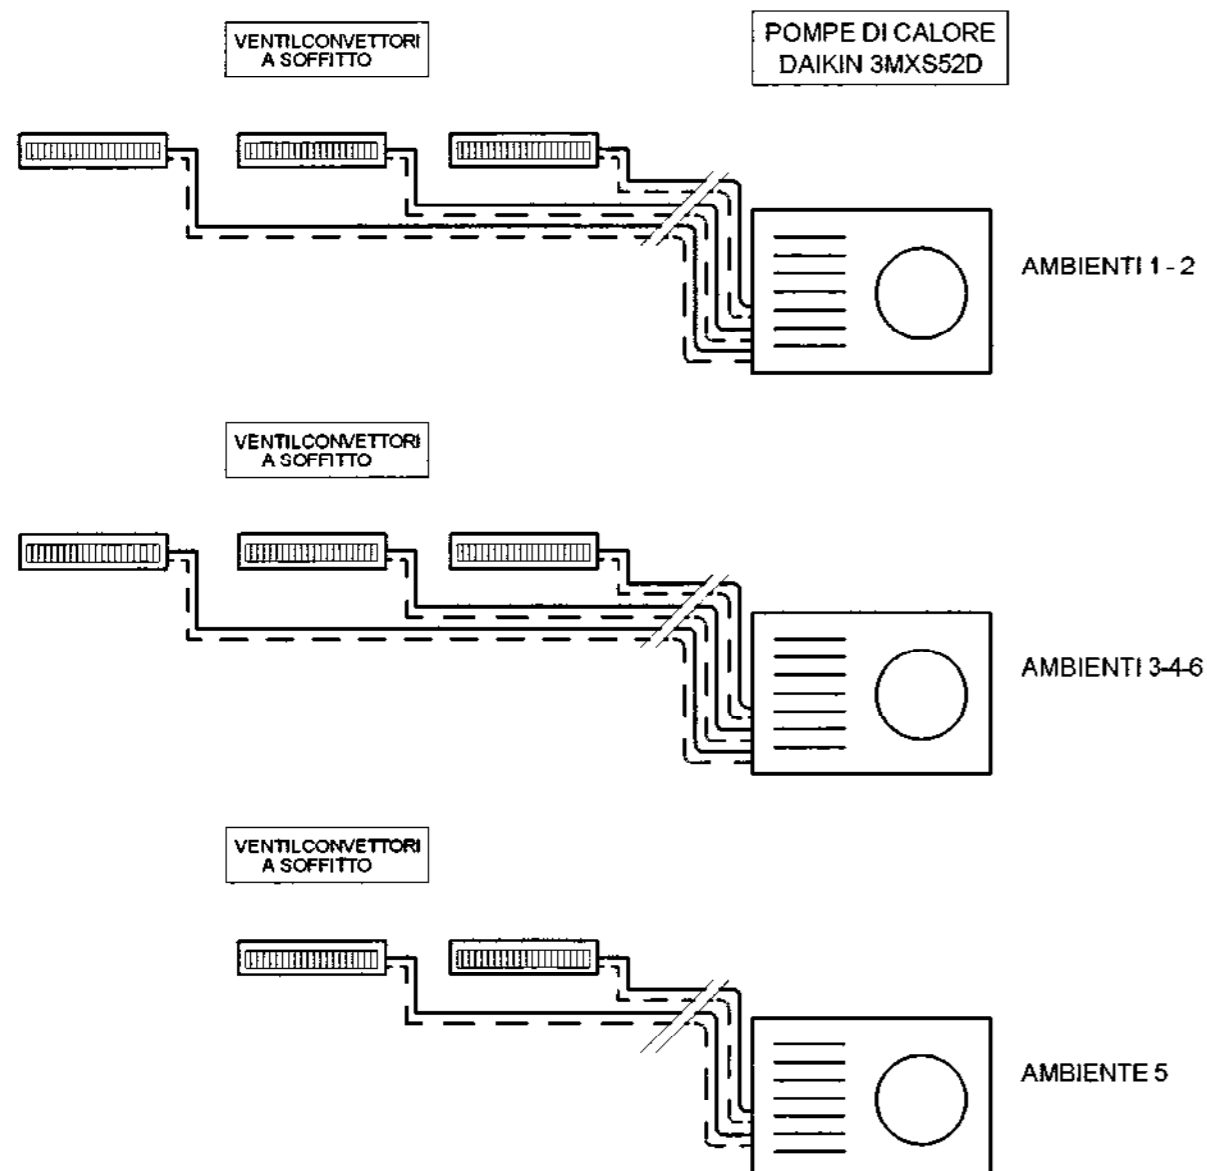 VENTILCONVETTORI
A SOFFITTO
POMPE DI CALORE
DAIKIN 3MXS52D
AMBIENTI 1 - 2
VENTILCONVETTORI
A SOFFITTO
AMBIENTI 3-4-6
VENTILCONVETTORI
A SOFFITTO
AMBIENTE 5